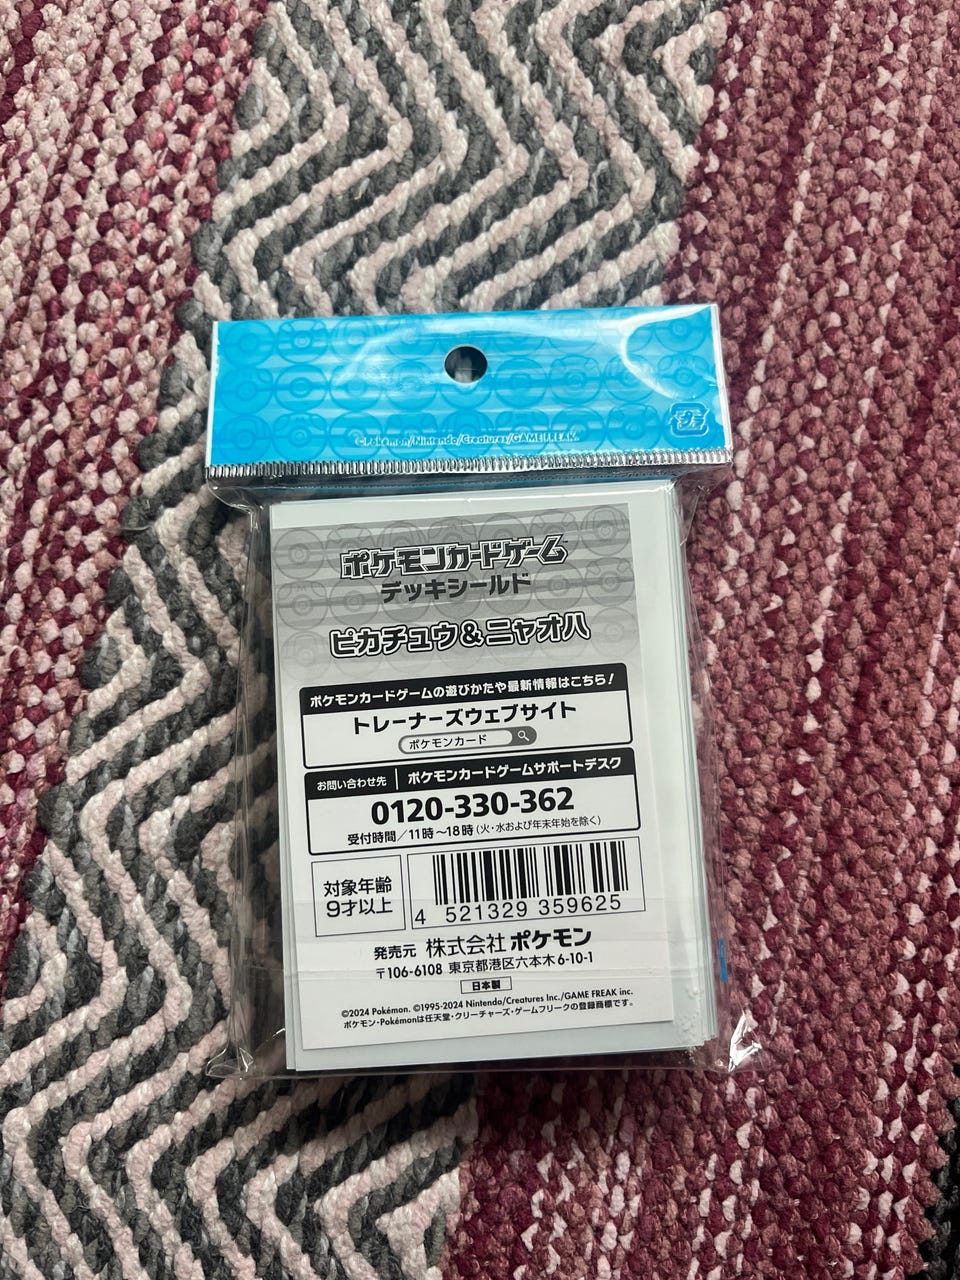 ©Pokémon/Nintendo/Creatures/GAME FREAK.
プラ
ポケモンカードゲーム
デッキシールド
ピカチュウ&ニャオハ
ポケモンカードゲームの遊びかたや最新情報はこちら!
トレーナーズウェブサイト
ポケモンカード
お問い合わせ先 ポケモンカードゲームサポートデスク
0120-330-362
受付時間/11時~18時(火・水および年末年始を除く)
対象年齢
9才以上
4 521329 359625
発売元 株式会社ポケモン
〒106-6108 東京都港区六本木6-10-1
日本製
©2024 Pokémon. ©1995-2024 Nintendo/Creatures Inc./GAME FREAK inc.
ポケモン・Pokémonは任天堂・クリーチャーズ・ゲームフリークの登録商標です。